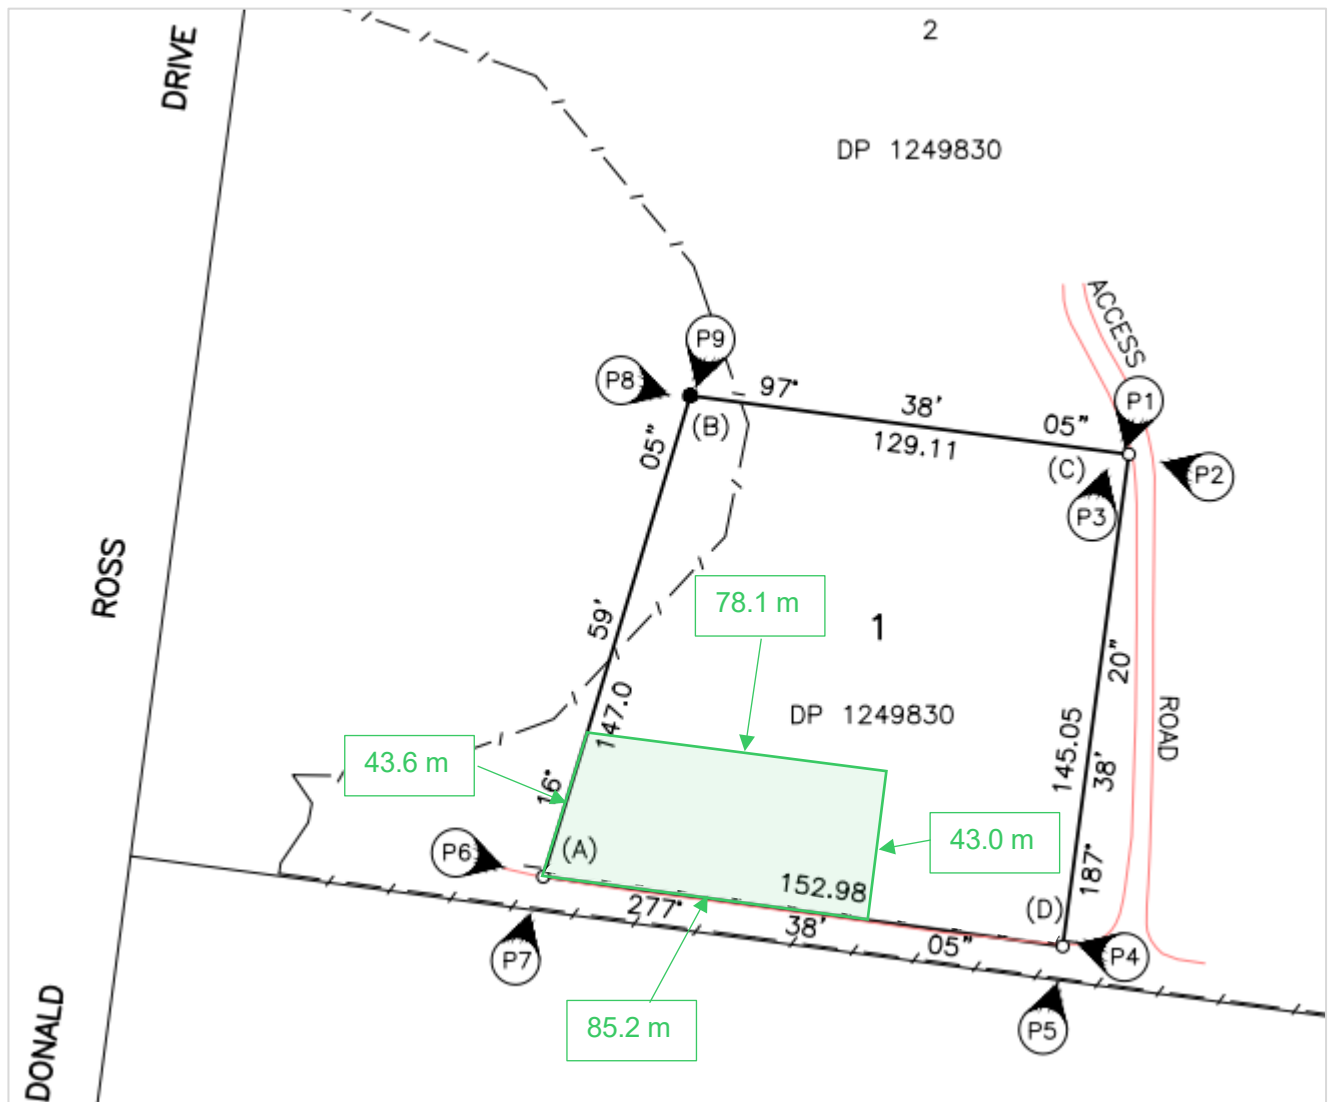 2
DRIVE
DP 1249830
ACCESS
P9
P8
97°
38'
05"
P1
(B)
129.11
05"
(C)
P2
P3
ROSS
78.1 m
59'
1
20"
147.0
DP 1249830
ROAD
145.05
43.6 m
38'
16°
43.0 m
P6
(A)
152.98
187°
277°
38'
05"
(D)
P7
P4
85.2 m
P5
DONALD